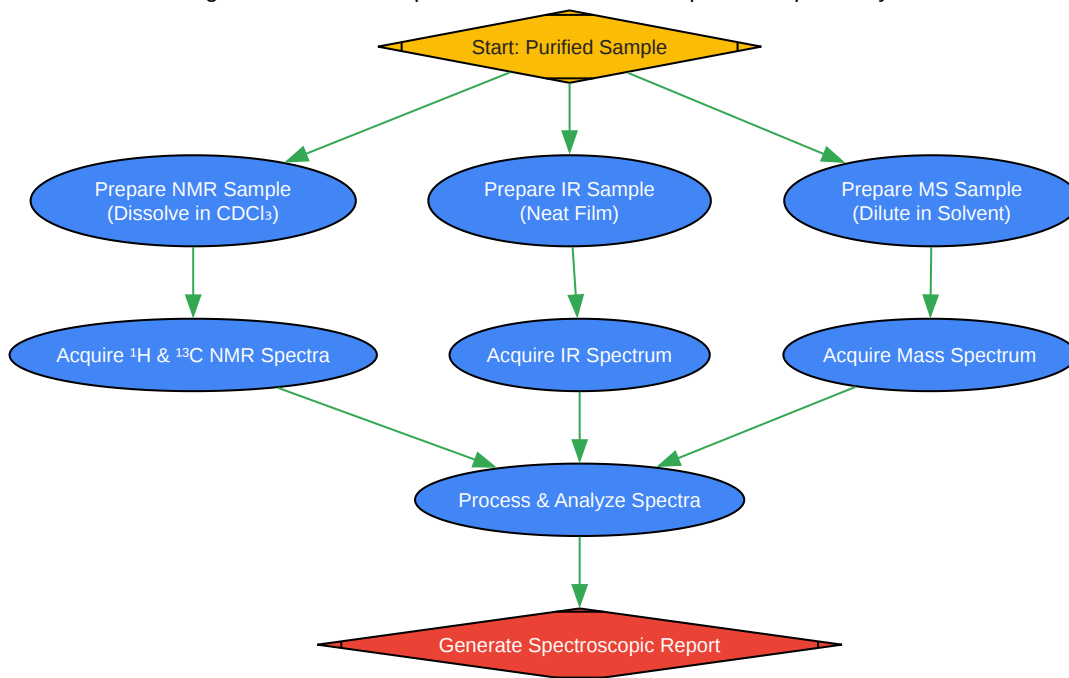 Start: Purified Sample
Prepare NMR Sample
(Dissolve in CDCl₃)
Prepare IR Sample
(Neat Film)
Prepare MS Sample
(Dilute in Solvent)
Acquire ¹H & ¹³C NMR Spectra
Acquire IR Spectrum
Acquire Mass Spectrum
Process & Analyze Spectra
Generate Spectroscopic Report